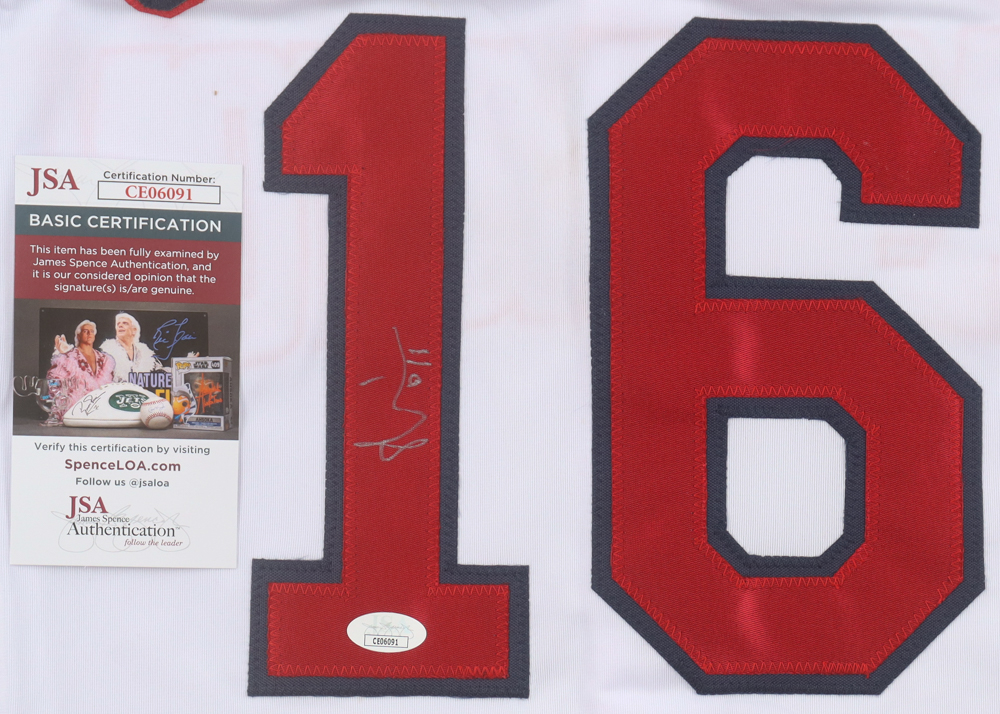 JSA
Certification Number:
CE06091
BASIC CERTIFICATION
This item has been fully examined by
James Spence Authentication, and
it is our considered opinion that the
signature(s) is/are genuine.
NATURE
JETS
Verify this certification by visiting
SpenceLOA.com
Follow us @jsaloa
JSA
James Spence
Authentication
follow the leader
16
CE06091